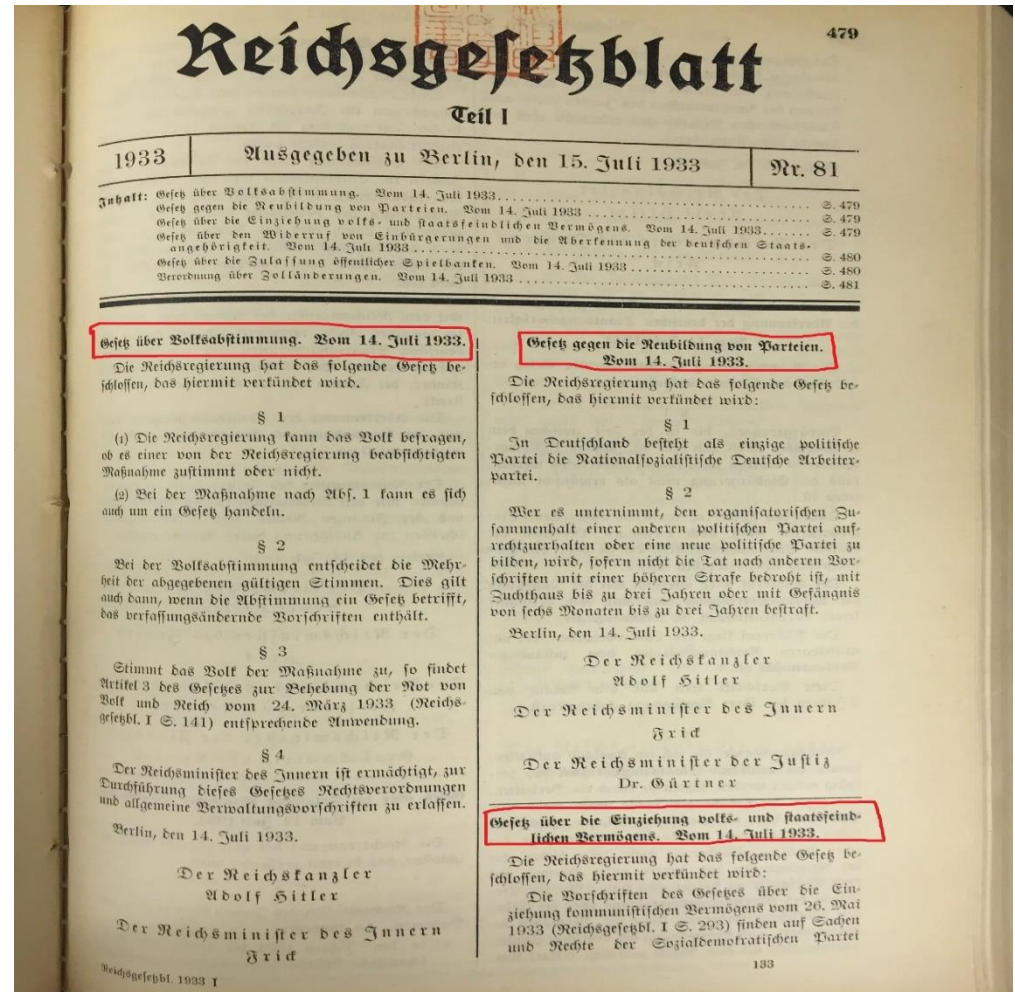 479
Reichsgesetzblatt
Teil I
1933
Ausgegeben zu Berlin, den 15. Juli 1933
Nr. 81
Inhalt: Gesetz über Volksabstimmung. Vom 14. Juli 1933 ........ S. 479
Gesetz gegen die Neubildung von Parteien. Vom 14. Juli 1933 ........ S. 479
Gesetz über die Einziehung volks- und staatsfeindlichen Vermögens. Vom 14. Juli 1933 ....... S. 479
Gesetz über den Widerruf von Einbürgerungen und die Aberkennung der deutschen Staats-
angehörigkeit. Vom 14. Juli 1933 ........ S. 480
Gesetz über die Zulassung öffentlicher Spielbanken. Vom 14. Juli 1933 ........ S. 480
Verordnung über Zolländerungen. Vom 14. Juli 1933 ........ S. 481
Gesetz über Volksabstimmung. Vom 14. Juli 1933.
Die Reichsregierung hat das folgende Gesetz be-
schlossen, das hiermit verkündet wird.
§ 1
(1) Die Reichsregierung kann das Volk befragen,
ob es einer von der Reichsregierung beabsichtigten
Maßnahme zustimmt oder nicht.
(2) Bei der Maßnahme nach Abs. 1 kann es sich
auch um ein Gesetz handeln.
§ 2
Bei der Volksabstimmung entscheidet die Mehr-
heit der abgegebenen gültigen Stimmen. Dies gilt
auch dann, wenn die Abstimmung ein Gesetz betrifft,
das verfassungsändernde Vorschriften enthält.
§ 3
Stimmt das Volk der Maßnahme zu, so findet
Artikel 3 des Gesetzes zur Behebung der Not von
Volk und Reich vom 24. März 1933 (Reichs-
gesetzbl. I S. 141) entsprechende Anwendung.
§ 4
Der Reichsminister des Innern ist ermächtigt, zur
Durchführung dieses Gesetzes Rechtsverordnungen
und allgemeine Verwaltungsvorschriften zu erlassen.
Berlin, den 14. Juli 1933.
Der Reichskanzler
Adolf Hitler
Der Reichsminister des Innern
Frick
Reichsgesetzbl. 1933 I
Gesetz gegen die Neubildung von Parteien.
Vom 14. Juli 1933.
Die Reichsregierung hat das folgende Gesetz be-
schlossen, das hiermit verkündet wird:
§ 1
In Deutschland besteht als einzige politische
Partei die Nationalsozialistische Deutsche Arbeiter-
partei.
§ 2
Wer es unternimmt, den organisatorischen Zu-
sammenhalt einer anderen politischen Partei auf-
rechtzuerhalten oder eine neue politische Partei zu
bilden, wird, sofern nicht die Tat nach anderen Vor-
schriften mit einer höheren Strafe bedroht ist, mit
Zuchthaus bis zu drei Jahren oder mit Gefängnis
von sechs Monaten bis zu drei Jahren bestraft.
Berlin, den 14. Juli 1933.
Der Reichskanzler
Adolf Hitler
Der Reichsminister des Innern
Frick
Der Reichsminister der Justiz
Dr. Gürtner
Gesetz über die Einziehung volks- und staatsfeind-
lichen Vermögens. Vom 14. Juli 1933.
Die Reichsregierung hat das folgende Gesetz be-
schlossen, das hiermit verkündet wird:
Die Vorschriften des Gesetzes über die Ein-
ziehung kommunistischen Vermögens vom 26. Mai
1933 (Reichsgesetzbl. I S. 293) finden auf Sachen
und Rechte der Sozialdemokratischen Partei
133